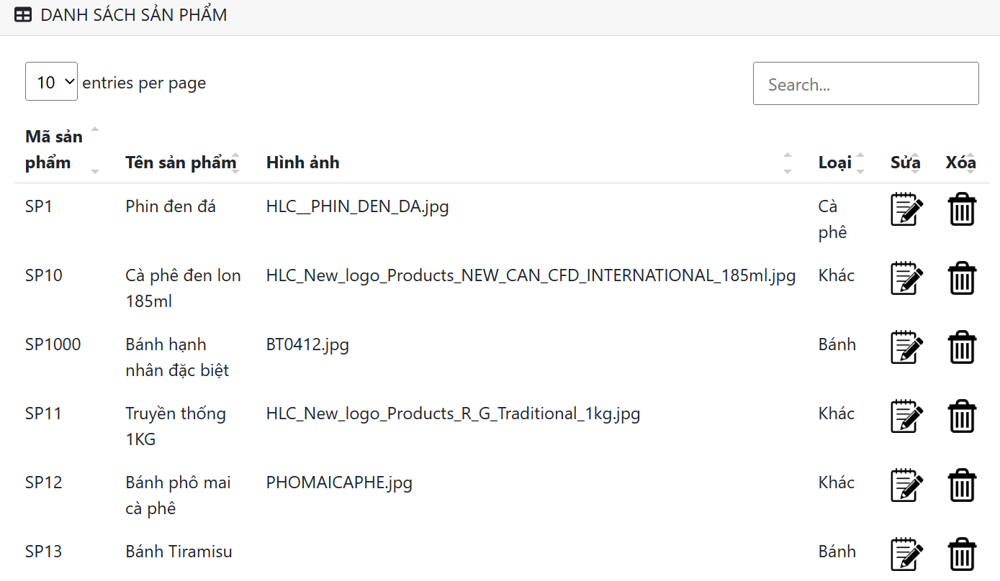 DANH SÁCH SẢN PHẨM
10 entries per page
Search...
Mã sản phẩm Tên sản phẩm Hình ảnh Loại Sửa Xóa
SP1 Phin đen đá HLC__PHIN_DEN_DA.jpg Cà phê
SP10 Cà phê đen lon 185ml HLC_New_logo_Products_NEW_CAN_CFD_INTERNATIONAL_185ml.jpg Khác
SP1000 Bánh hạnh nhân đặc biệt BT0412.jpg Bánh
SP11 Truyền thống 1KG HLC_New_logo_Products_R_G_Traditional_1kg.jpg Khác
SP12 Bánh phô mai cà phê PHOMAICAPHE.jpg Khác
SP13 Bánh Tiramisu Bánh